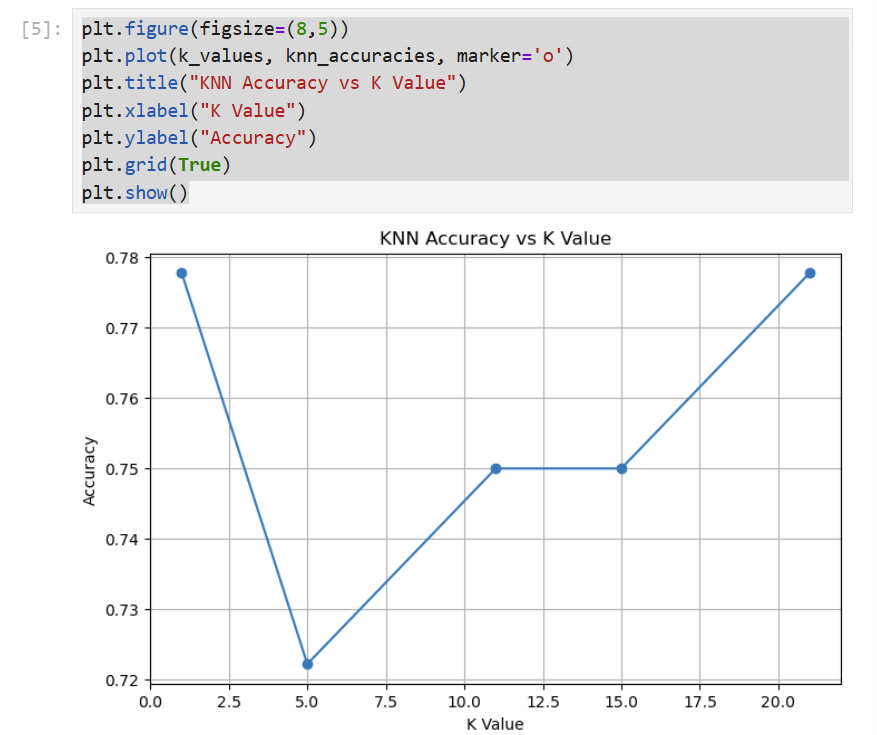 [5]:
plt.figure(figsize=(8,5))
plt.plot(k_values, knn_accuracies, marker='o')
plt.title("KNN Accuracy vs K Value")
plt.xlabel("K Value")
plt.ylabel("Accuracy")
plt.grid(True)
plt.show()
KNN Accuracy vs K Value
0.78
0.77
0.76
0.75
0.74
0.73
0.72
Accuracy
0.0 2.5 5.0 7.5 10.0 12.5 15.0 17.5 20.0
K Value